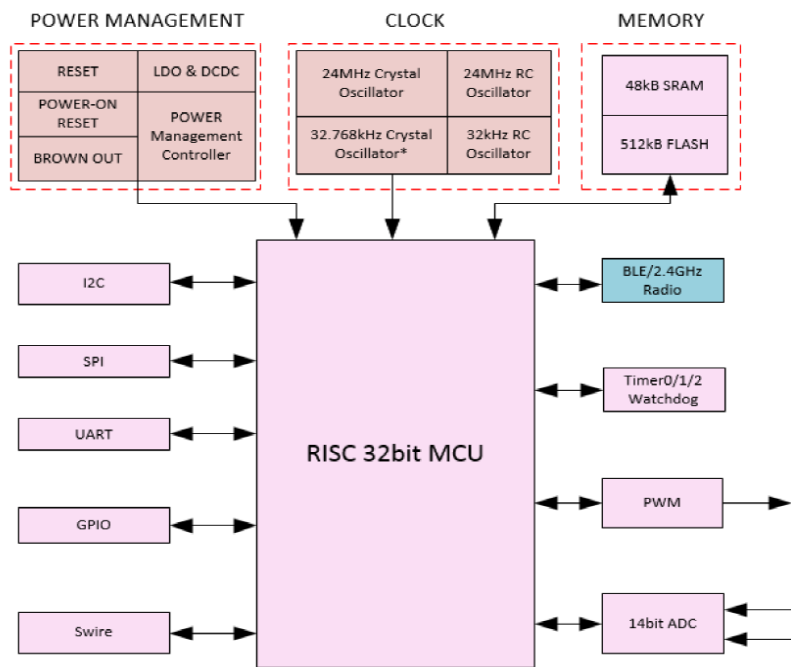 POWER MANAGEMENT
CLOCK
MEMORY
RESET
LDO & DCDC
POWER-ON
RESET
POWER
Management
Controller
BROWN OUT
24MHz Crystal
Oscillator
24MHz RC
Oscillator
32.768kHz Crystal
Oscillator*
32kHz RC
Oscillator
48kB SRAM
512kB FLASH
I2C
SPI
UART
GPIO
Swire
RISC 32bit MCU
BLE/2.4GHz
Radio
Timer0/1/2
Watchdog
PWM
14bit ADC